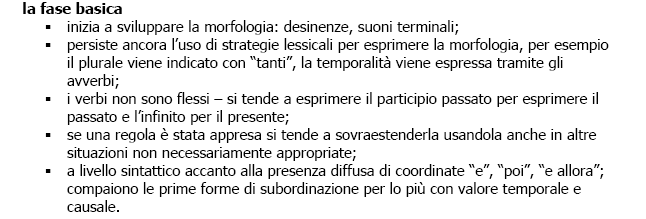 la fase basica
▪ inizia a sviluppare la morfologia: desinenze, suoni terminali;
▪ persiste ancora l'uso di strategie lessicali per esprimere la morfologia, per esempio
il plurale viene indicato con "tanti", la temporalità viene espressa tramite gli
avverbi;
▪ i verbi non sono flessi – si tende a esprimere il participio passato per esprimere il
passato e l'infinito per il presente;
▪ se una regola è stata appresa si tende a sovraestenderla usandola anche in altre
situazioni non necessariamente appropriate;
▪ a livello sintattico accanto alla presenza diffusa di coordinate "e", "poi", "e allora";
compaiono le prime forme di subordinazione per lo più con valore temporale e
causale.